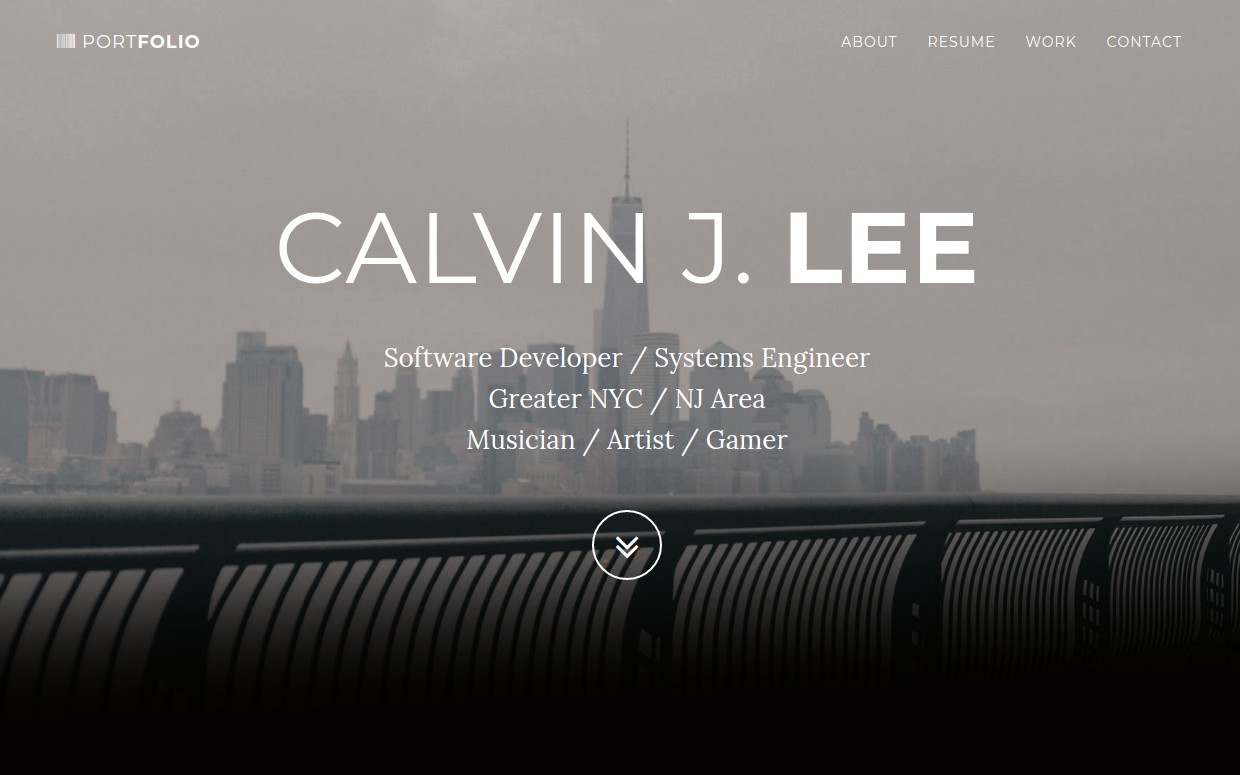 PORTFOLIO
ABOUT RESUME WORK CONTACT
CALVIN J. LEE
Software Developer / Systems Engineer
Greater NYC / NJ Area
Musician / Artist / Gamer